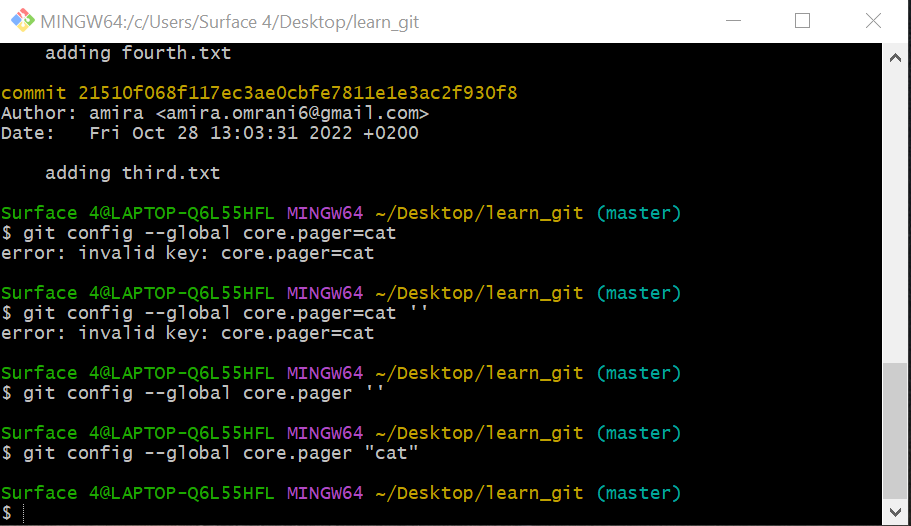 MINGW64:/c/Users/Surface 4/Desktop/learn_git
adding fourth.txt
commit 21510f068f117ec3ae0cbfe7811e1e3ac2f930f8
Author: amira <amira.omrani6@gmail.com>
Date:   Fri Oct 28 13:03:31 2022 +0200
adding third.txt
Surface 4@LAPTOP-Q6L55HFL MINGW64 ~/Desktop/learn_git (master)
$ git config --global core.pager=cat
error: invalid key: core.pager=cat
Surface 4@LAPTOP-Q6L55HFL MINGW64 ~/Desktop/learn_git (master)
$ git config --global core.pager=cat ''
error: invalid key: core.pager=cat
Surface 4@LAPTOP-Q6L55HFL MINGW64 ~/Desktop/learn_git (master)
$ git config --global core.pager ''
Surface 4@LAPTOP-Q6L55HFL MINGW64 ~/Desktop/learn_git (master)
$ git config --global core.pager "cat"
Surface 4@LAPTOP-Q6L55HFL MINGW64 ~/Desktop/learn_git (master)
$